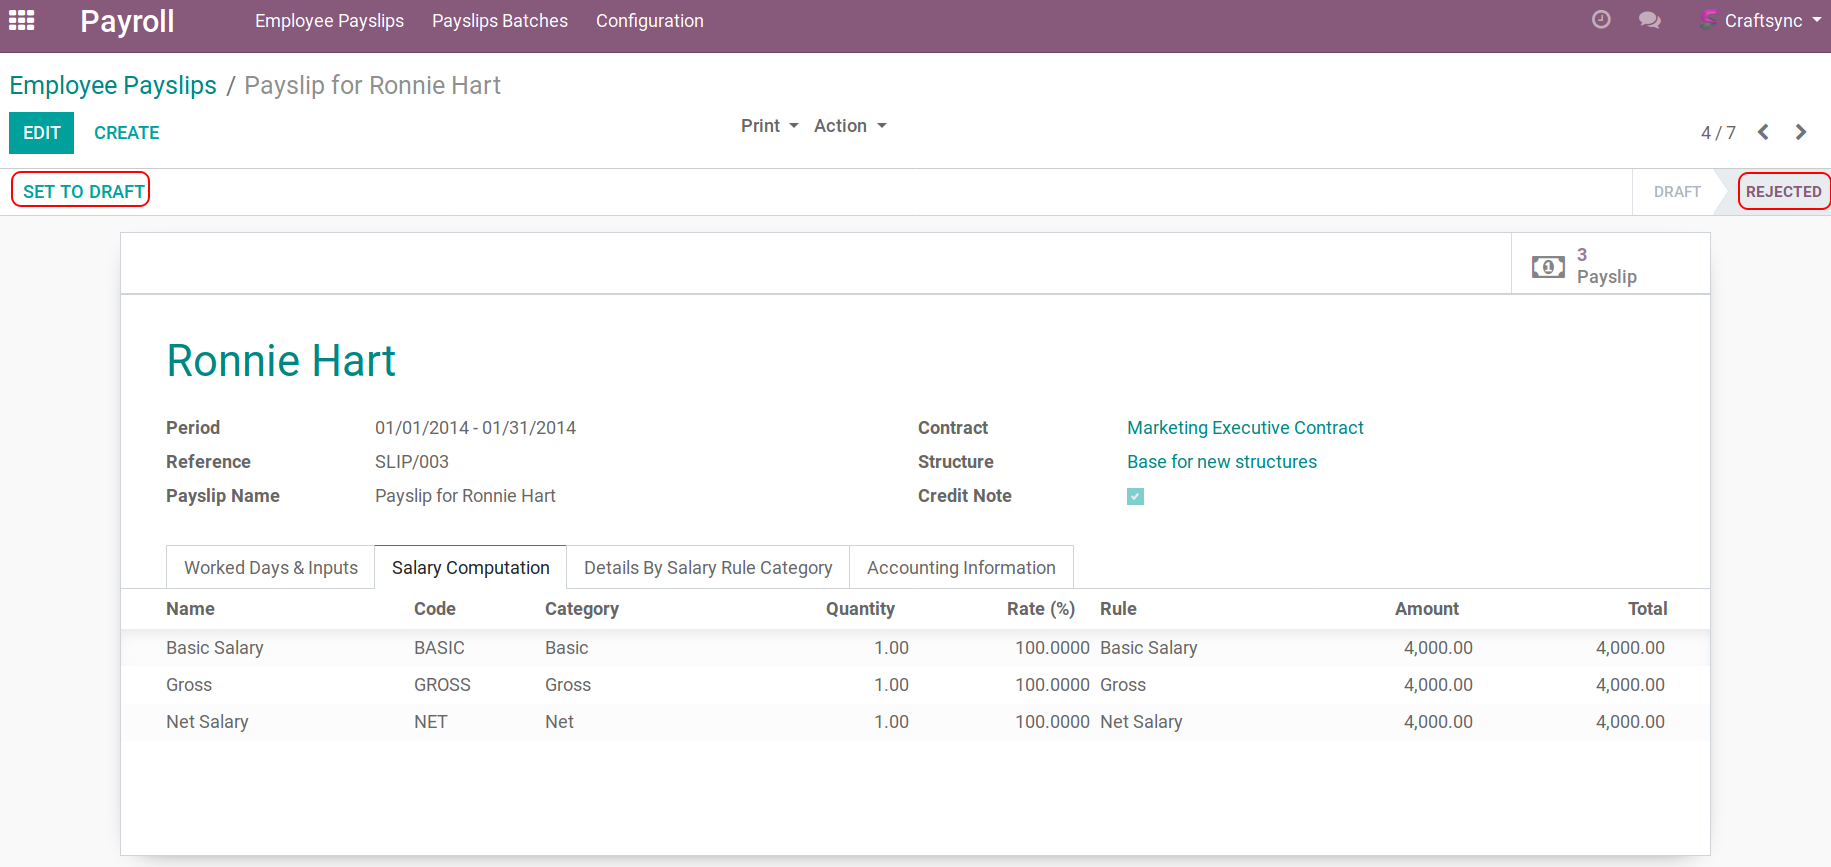 Payroll Employee Payslips Payslips Batches Configuration Craftsync
Employee Payslips / Payslip for Ronnie Hart
EDIT CREATE Print Action 4 / 7
SET TO DRAFT DRAFT REJECTED
3
Payslip
Ronnie Hart
Period 01/01/2014 - 01/31/2014 Contract Marketing Executive Contract
Reference SLIP/003 Structure Base for new structures
Payslip Name Payslip for Ronnie Hart Credit Note
Worked Days & Inputs Salary Computation Details By Salary Rule Category Accounting Information
Name Code Category Quantity Rate (%) Rule Amount Total
Basic Salary BASIC Basic 1.00 100.0000 Basic Salary 4,000.00 4,000.00
Gross GROSS Gross 1.00 100.0000 Gross 4,000.00 4,000.00
Net Salary NET Net 1.00 100.0000 Net Salary 4,000.00 4,000.00